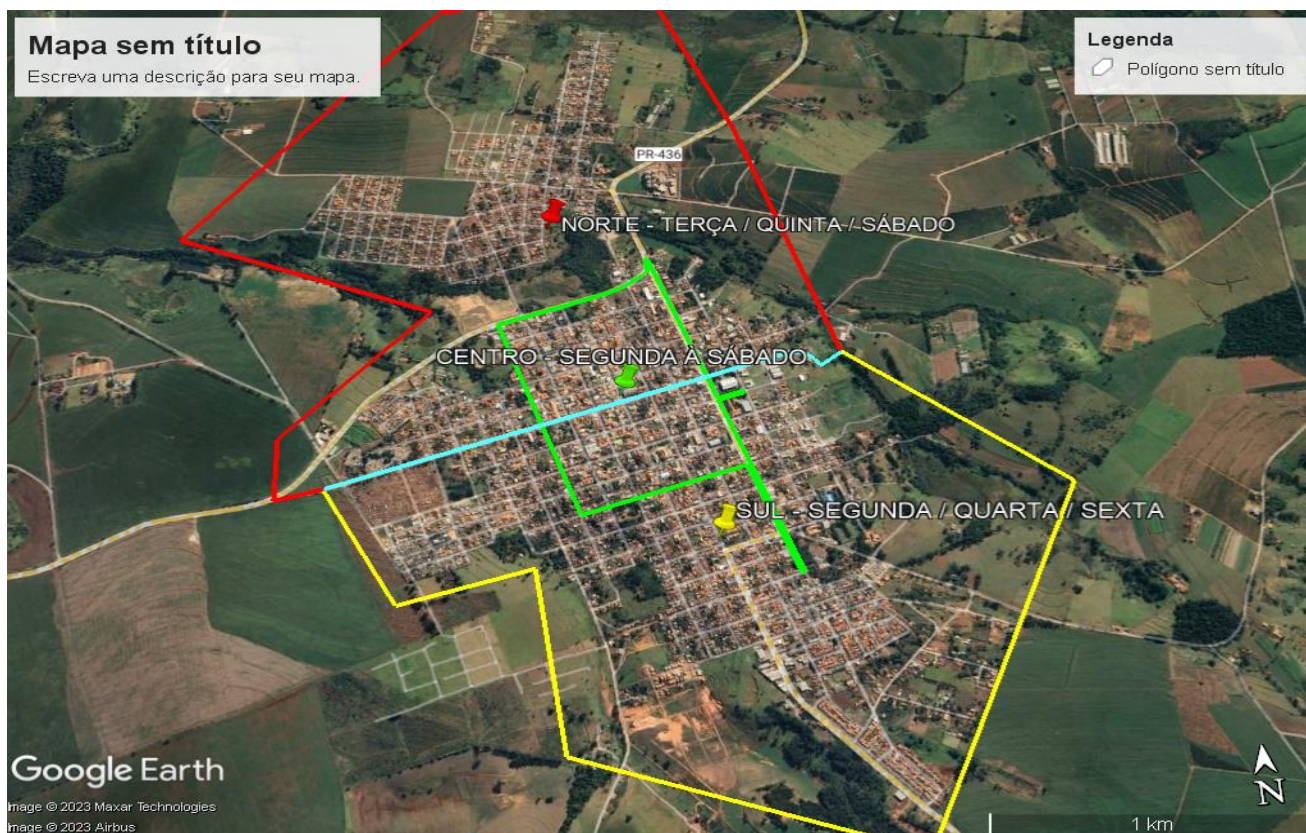 Mapa sem título
Escreva uma descrição para seu mapa.
Legenda
Polígono sem título
PR-436
NORTE - TERÇA / QUINTA / SÁBADO
CENTRO - SEGUNDA À SÁBADO
SUL - SEGUNDA / QUARTA / SEXTA
Google Earth
Image © 2023 Maxar Technologies
Image © 2023 Airbus
N
1 km